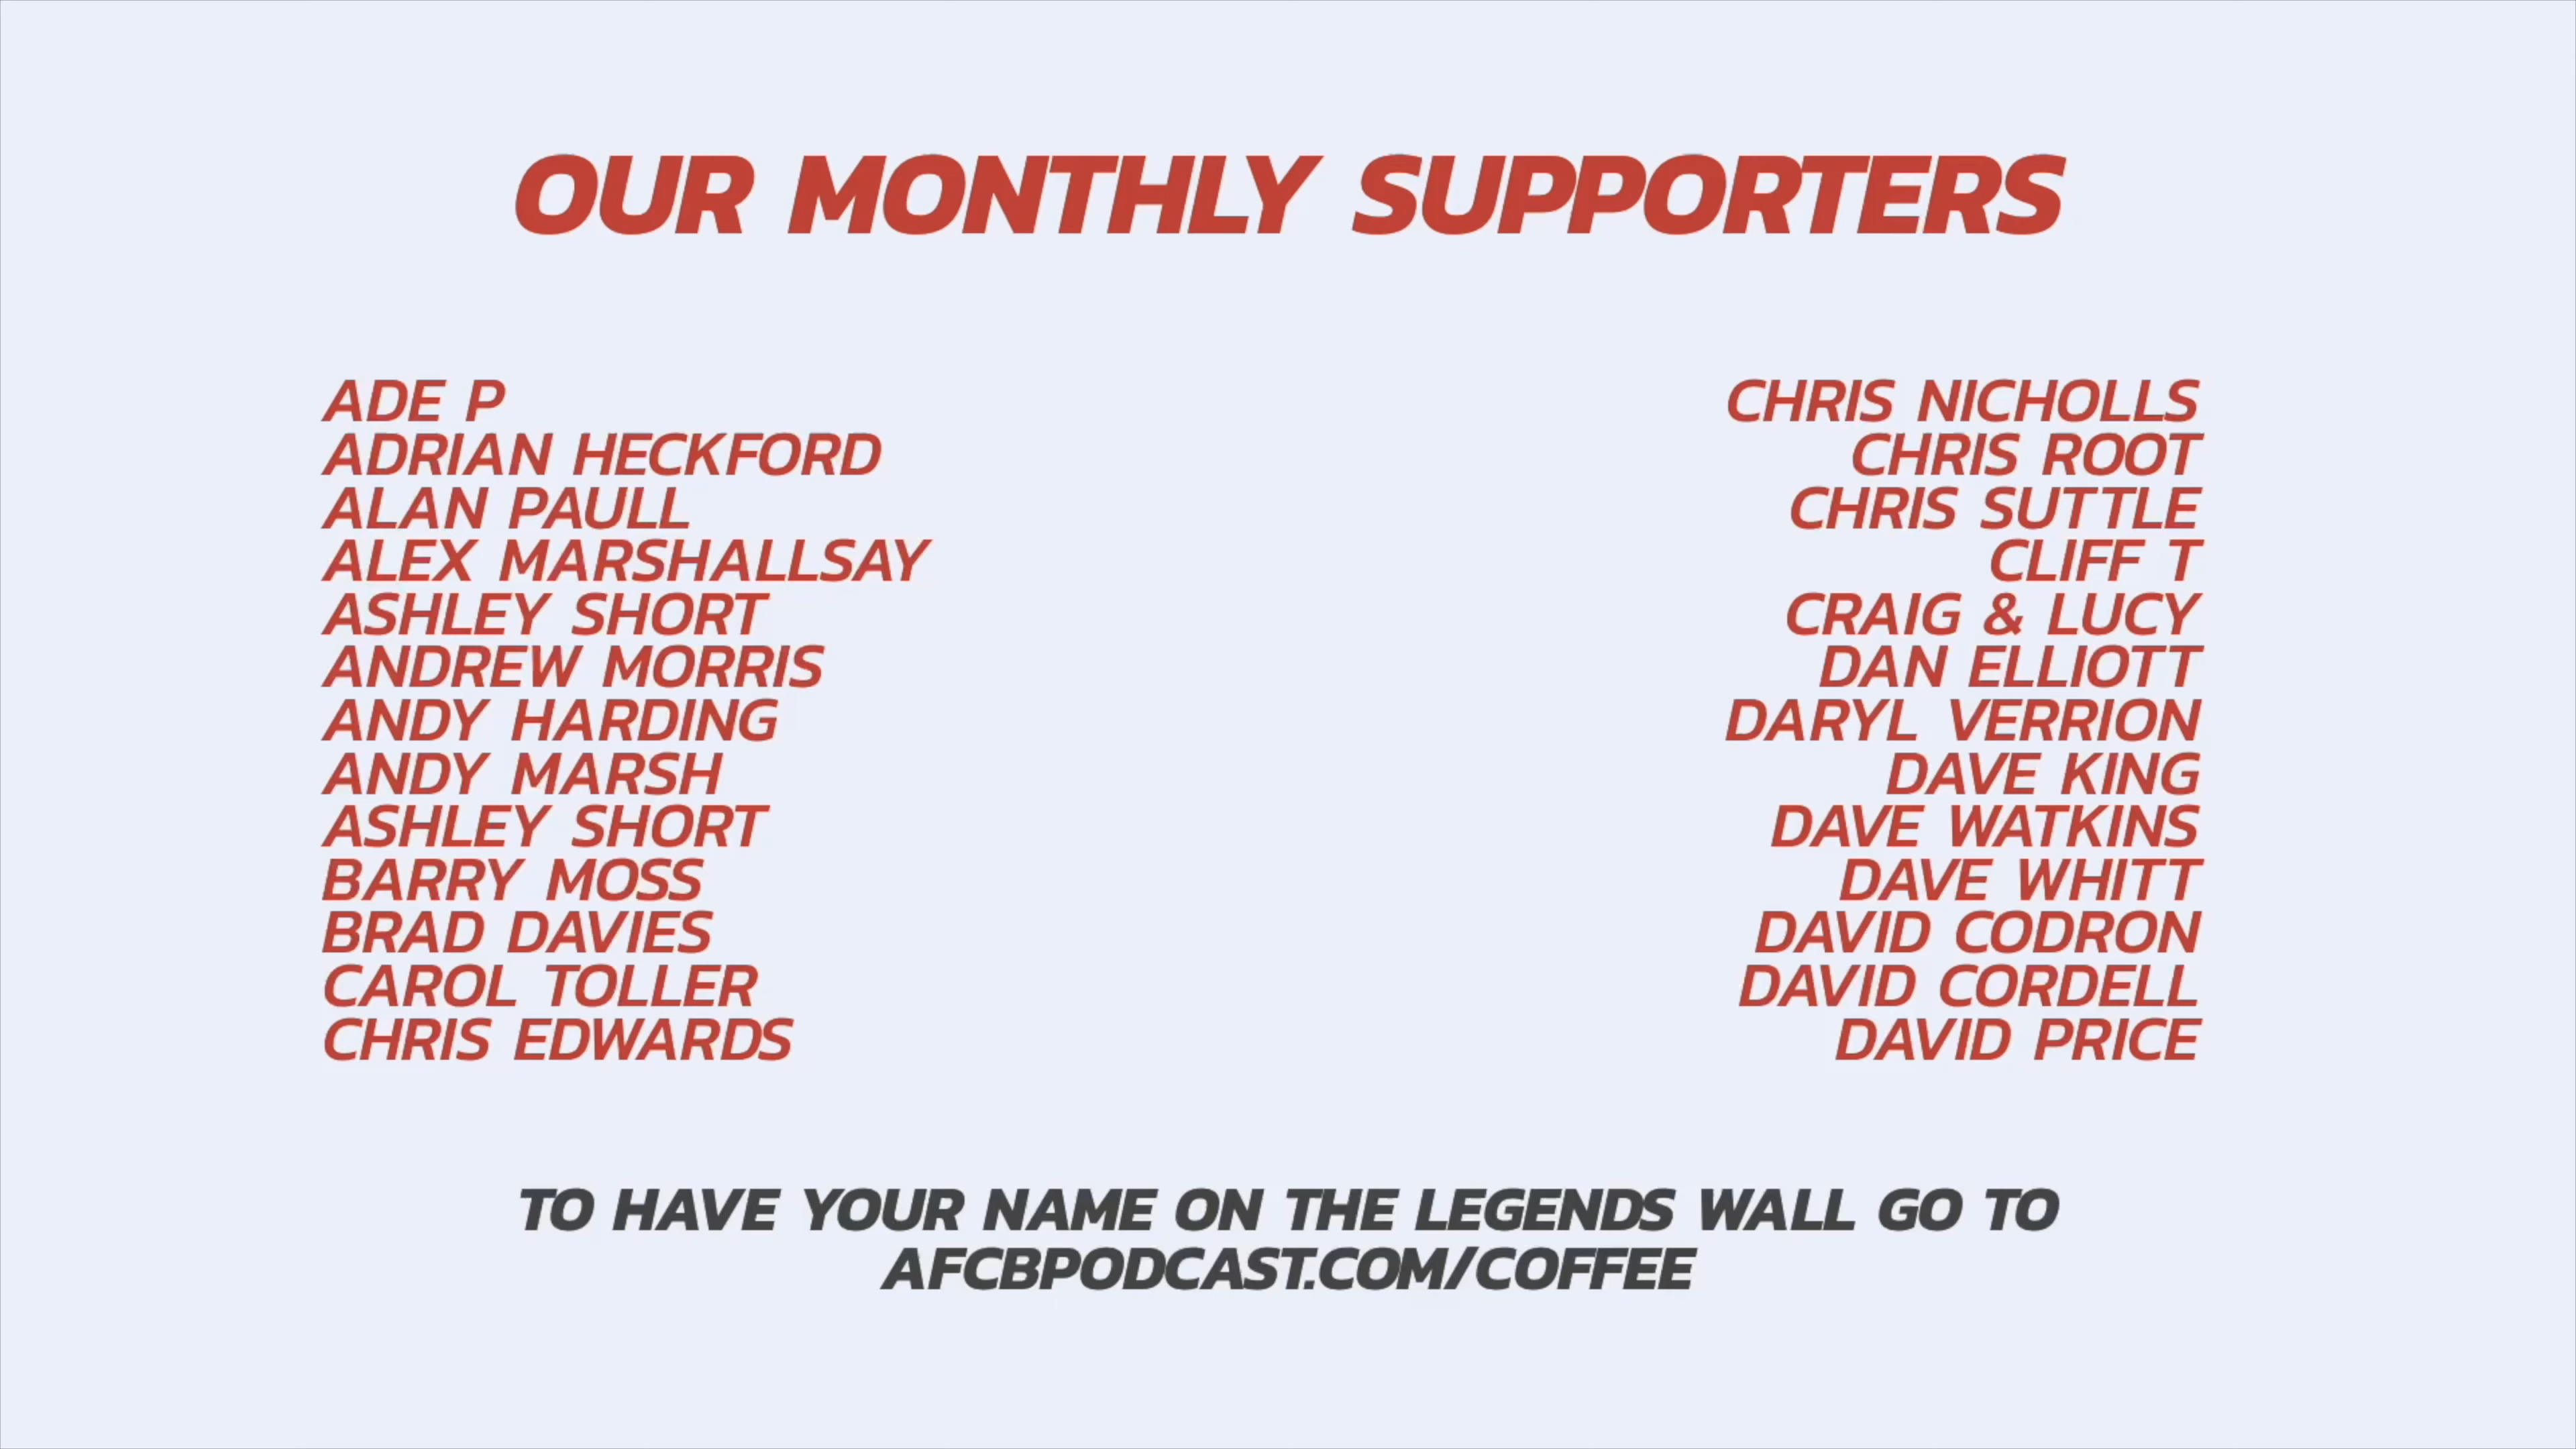 OUR MONTHLY SUPPORTERS
ADE P
ADRIAN HECKFORD
ALAN PAULL
ALEX MARSHALLSAY
ASHLEY SHORT
ANDREW MORRIS
ANDY HARDING
ANDY MARSH
ASHLEY SHORT
BARRY MOSS
BRAD DAVIES
CAROL TOLLER
CHRIS EDWARDS
CHRIS NICHOLLS
CHRIS ROOT
CHRIS SUTTLE
CLIFF T
CRAIG & LUCY
DAN ELLIOTT
DARYL VERRION
DAVE KING
DAVE WATKINS
DAVE WHITT
DAVID CODRON
DAVID CORDELL
DAVID PRICE
TO HAVE YOUR NAME ON THE LEGENDS WALL GO TO
AFCBPODCAST.COM/COFFEE